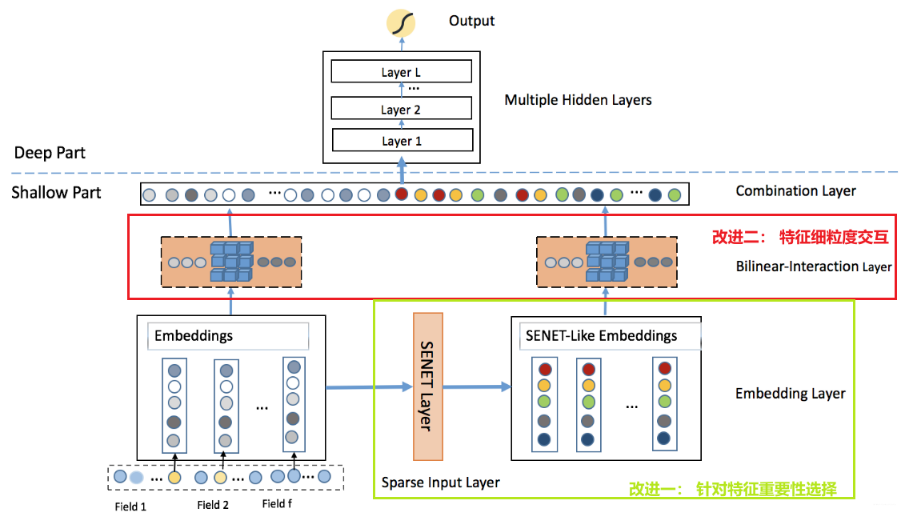 Output
Layer L
...
Layer 2
Layer 1
Multiple Hidden Layers
Deep Part
Shallow Part
...
...
Combination Layer
改进二： 特征细粒度交互
Bilinear-Interaction Layer
Embeddings
...
SENET Layer
SENET-Like Embeddings
...
Embedding Layer
...
...
...
Field 1
Field 2
Field f
Sparse Input Layer
改进一： 针对特征重要性选择